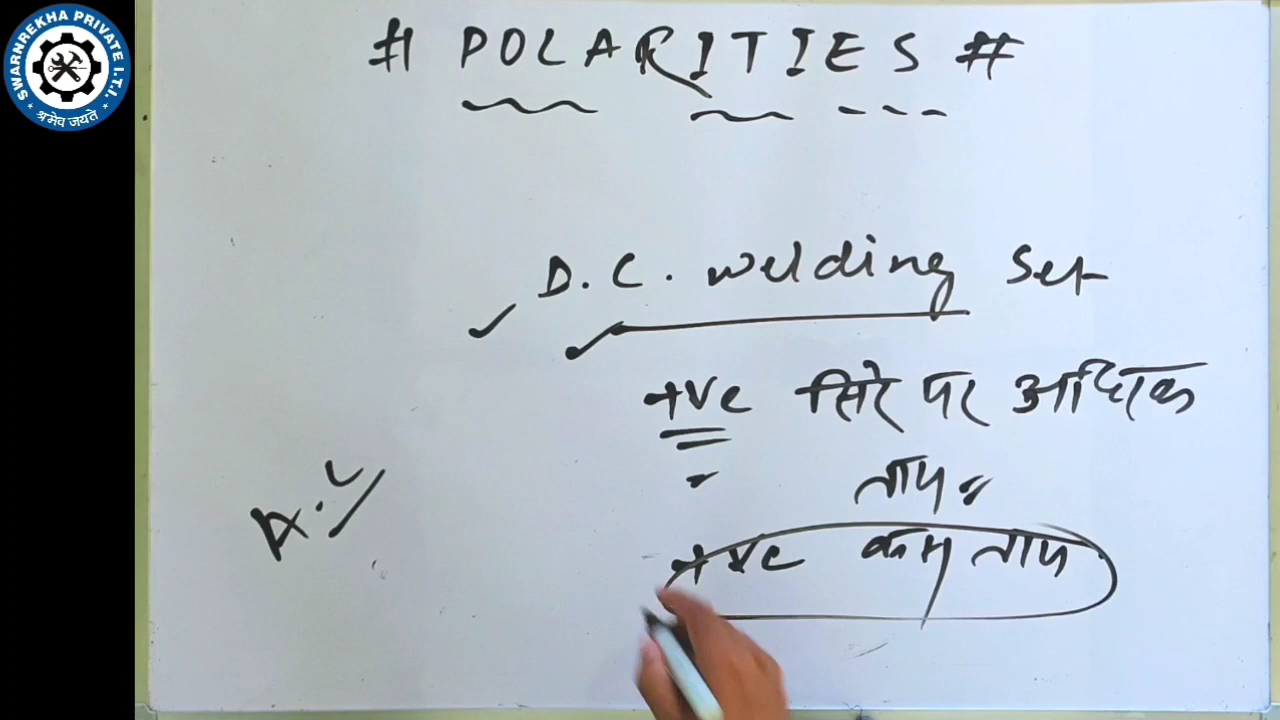 SWARNREKHA PRIVATE I.T.I.
श्रमेव जयते
# POLARITIES #
D.C. welding Set
+ve सिरे पर अधिक
ताप
+ve कम ताप